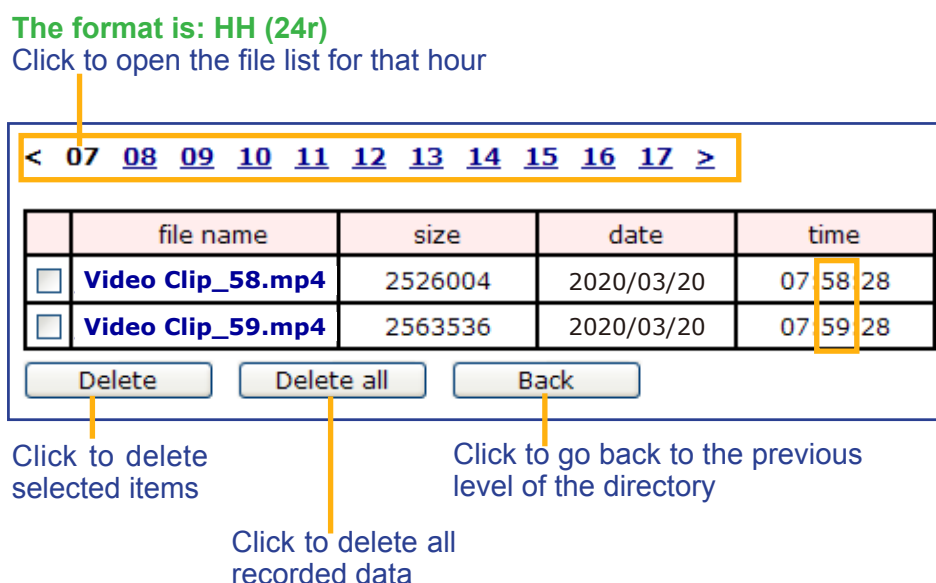 The format is: HH (24r)
Click to open the file list for that hour
< 07 08 09 10 11 12 13 14 15 16 17 >
file name size date time
Video Clip_58.mp4 2526004 2020/03/20 07:58:28
Video Clip_59.mp4 2563536 2020/03/20 07:59:28
Delete Delete all Back
Click to delete
selected items
Click to go back to the previous
level of the directory
Click to delete all
recorded data